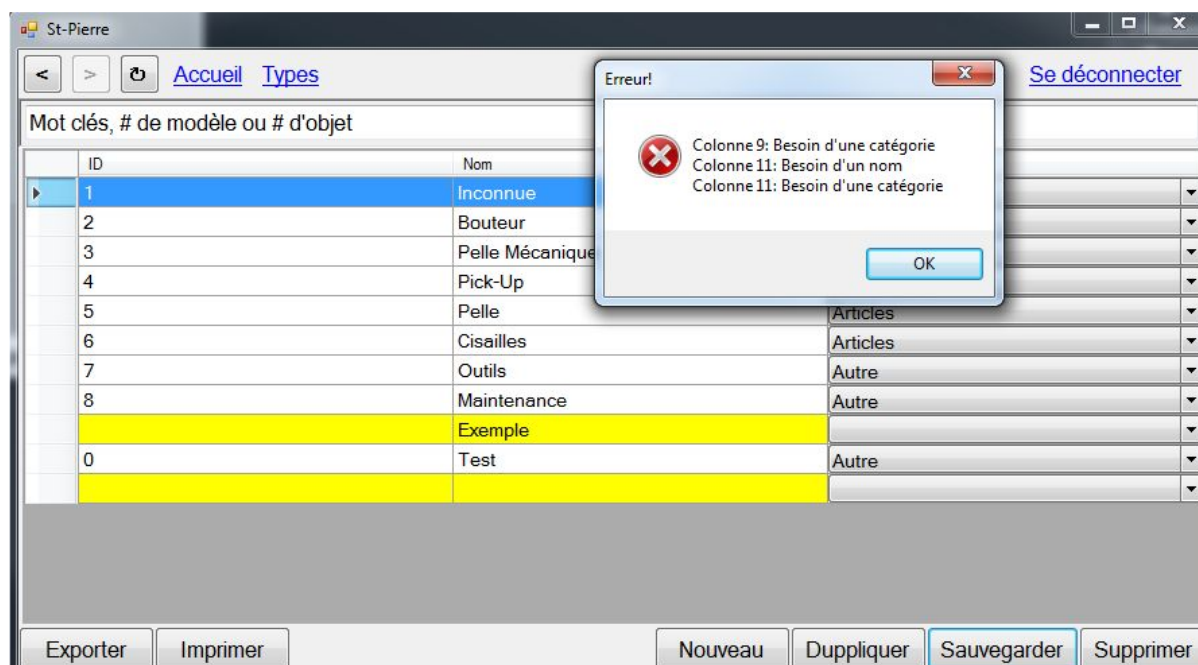 St-Pierre
< > Accueil Types Se déconnecter
Erreur!
Colonne 9: Besoin d'une catégorie
Colonne 11: Besoin d'un nom
Colonne 11: Besoin d'une catégorie
OK
Mot clés, # de modèle ou # d'objet
ID Nom
1 Inconnue
2 Bouteur
3 Pelle Mécanique
4 Pick-Up
5 Pelle Articles
6 Cisailles Articles
7 Outils Autre
8 Maintenance Autre
Exemple
0 Test Autre
Exporter Imprimer Nouveau Duppliquer Sauvegarder Supprimer